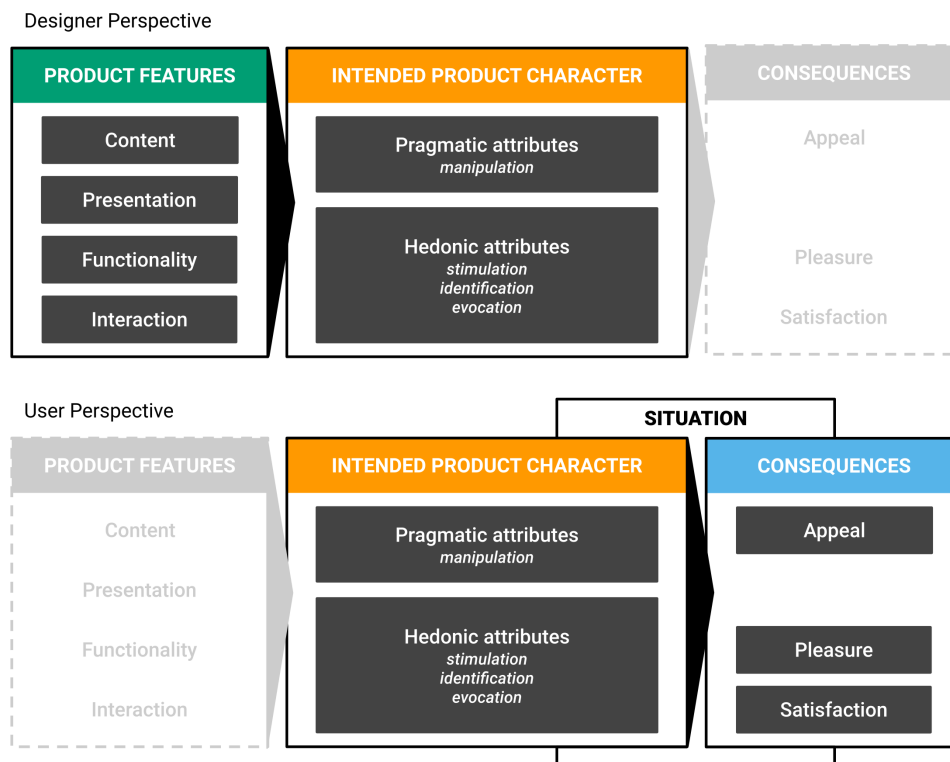 Designer Perspective
PRODUCT FEATURES
Content
Presentation
Functionality
Interaction
INTENDED PRODUCT CHARACTER
Pragmatic attributes
manipulation
Hedonic attributes
stimulation
identification
evocation
CONSEQUENCES
Appeal
Pleasure
Satisfaction
User Perspective
SITUATION
PRODUCT FEATURES
Content
Presentation
Functionality
Interaction
INTENDED PRODUCT CHARACTER
Pragmatic attributes
manipulation
Hedonic attributes
stimulation
identification
evocation
CONSEQUENCES
Appeal
Pleasure
Satisfaction